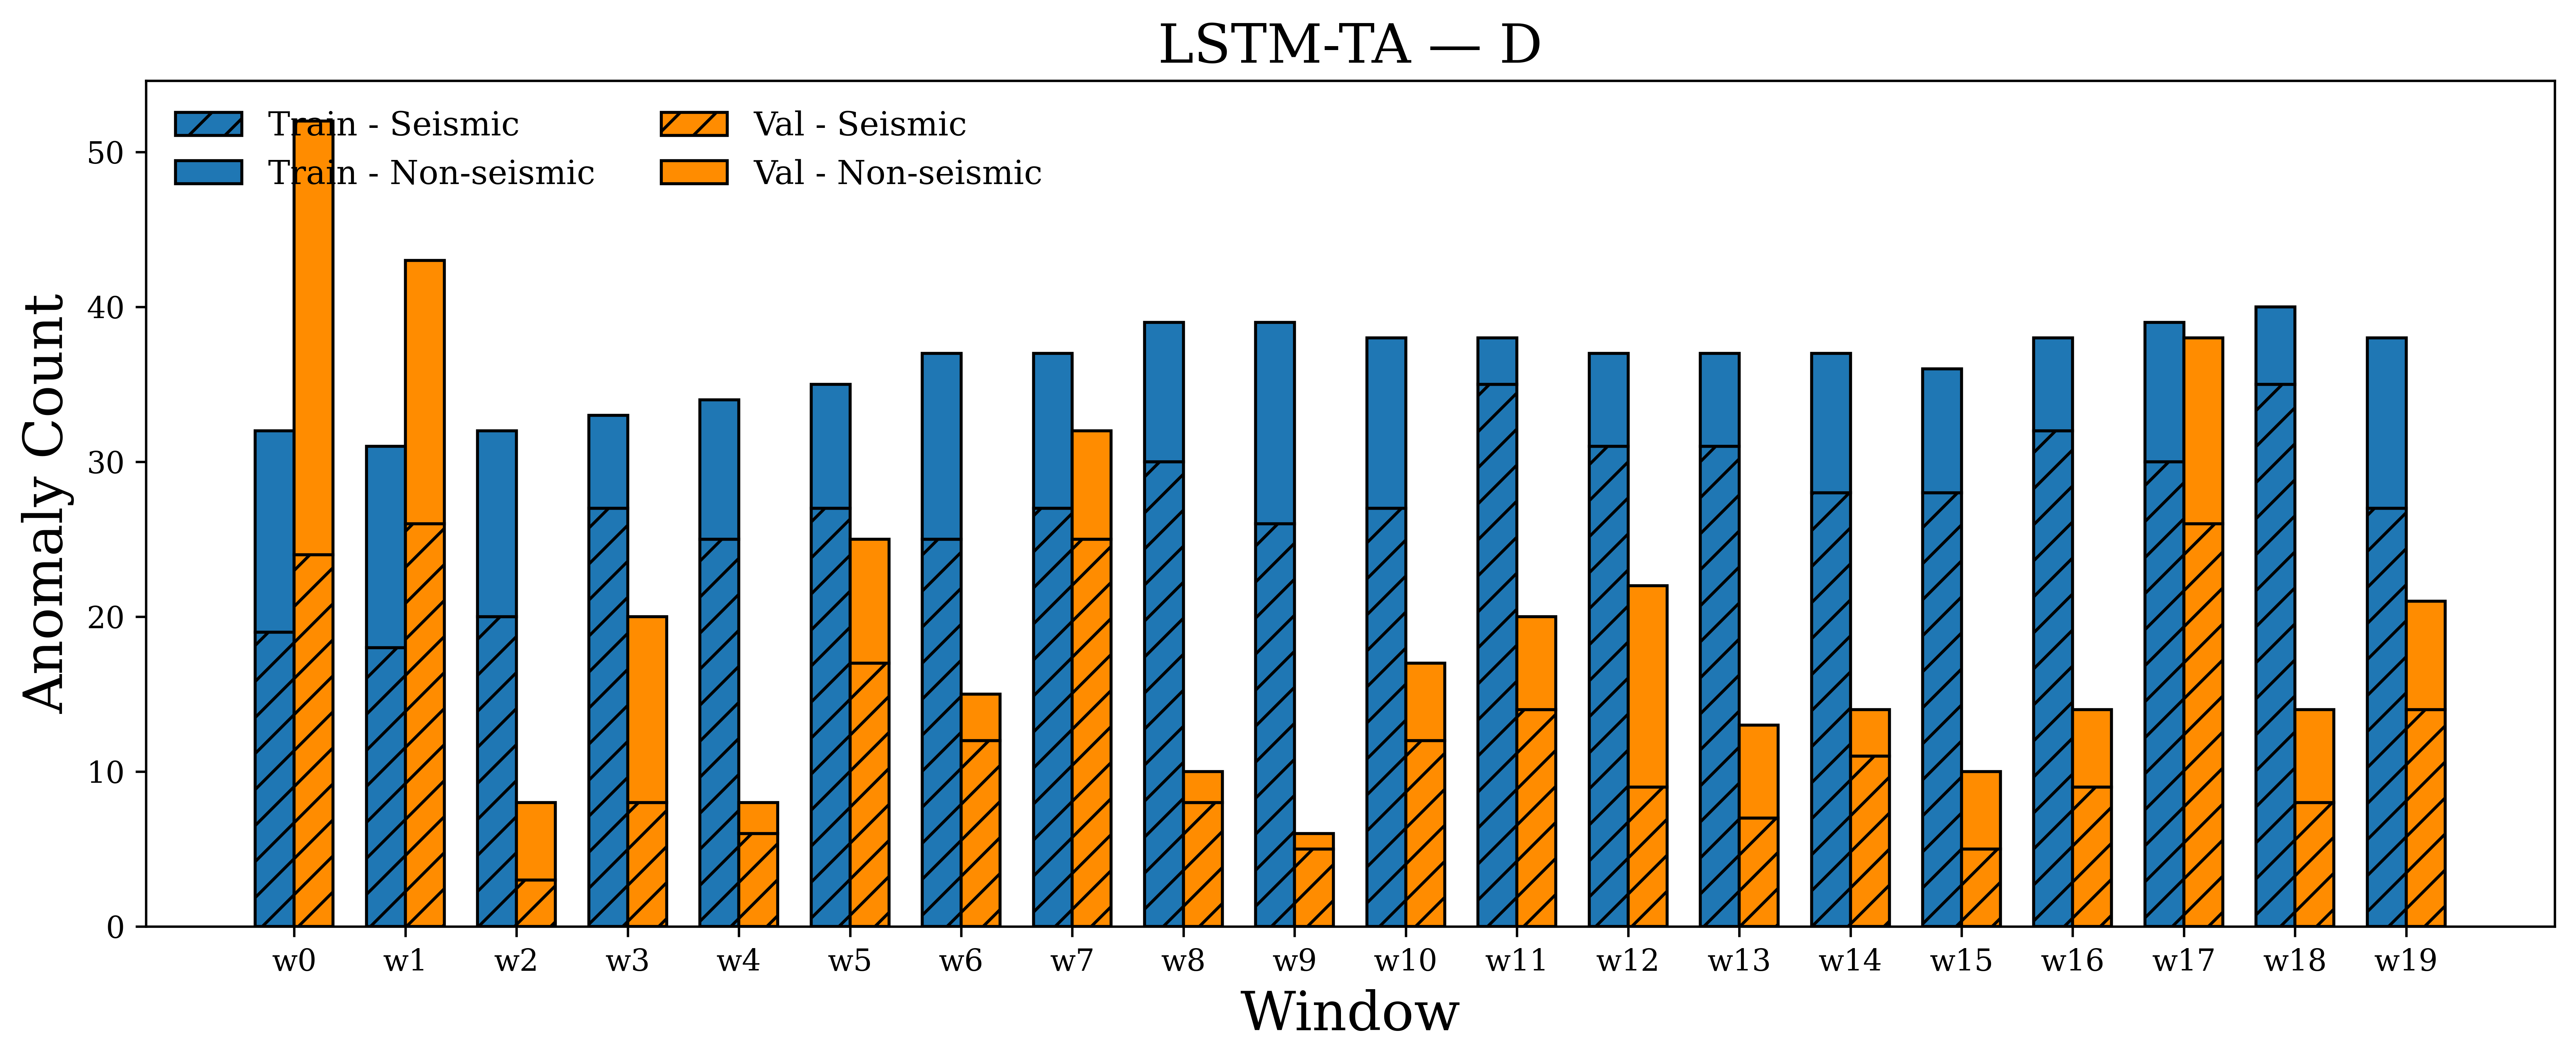 LSTM-TA — D
Train - Seismic
Train - Non-seismic
Val - Seismic
Val - Non-seismic
Anomaly Count
50
40
30
20
10
0
w0 w1 w2 w3 w4 w5 w6 w7 w8 w9 w10 w11 w12 w13 w14 w15 w16 w17 w18 w19
Window